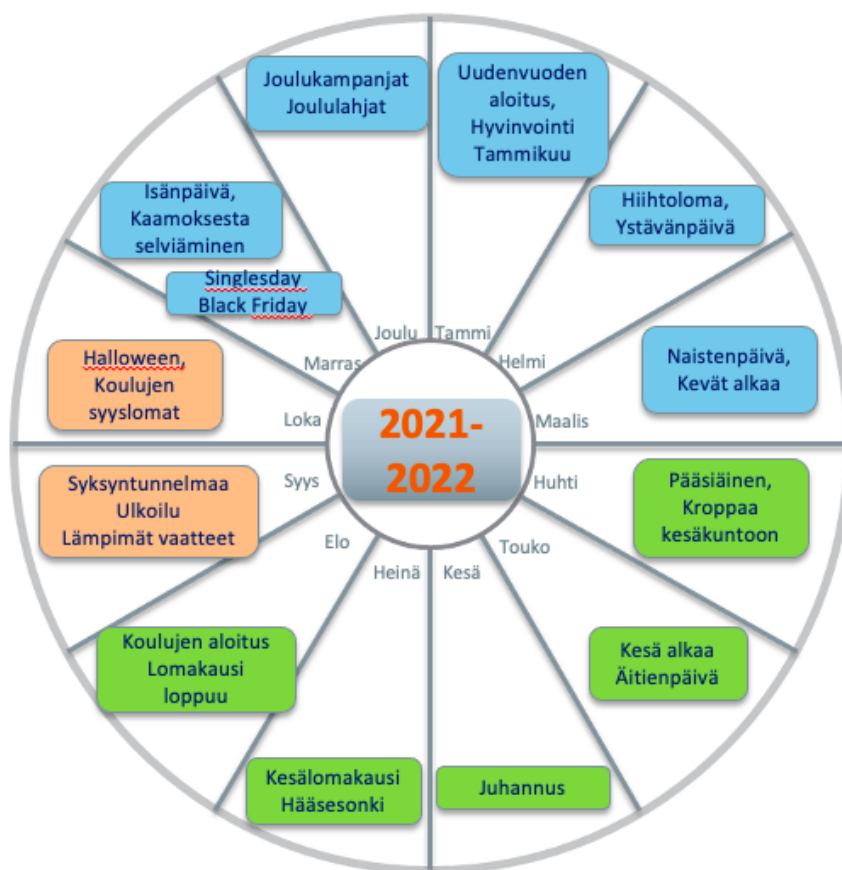 Joulukampanjat
Joululahjat
Uudenvuoden
aloitus,
Hyvinvointi
Tammikuu
Isänpäivä,
Kaamoksesta
selviäminen
Hiihtoloma,
Ystävänpäivä
Singlesday
Black Friday
Joulu
Tammi
Marras
Helmi
Halloween,
Koulujen
syyslomat
Naistenpäivä,
Kevät alkaa
Loka
Maalis
2021-
2022
Syys
Huhti
Syksyntunnelmaa
Ulkoilu
Lämpimät vaatteet
Pääsiäinen,
Kroppaa
kesäkuntoon
Elo
Touko
Heinä
Kesä
Koulujen aloitus
Lomakausi
loppuu
Kesä alkaa
Äitienpäivä
Kesälomakausi
Hääsesonki
Juhannus